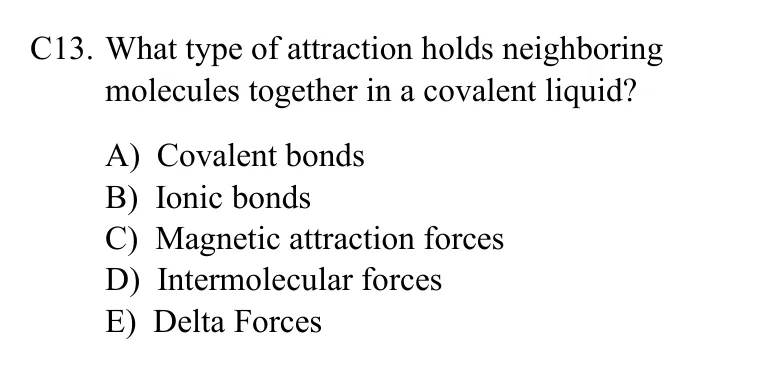 C13. What type of attraction holds neighboring
molecules together in a covalent liquid?
A) Covalent bonds
B) Ionic bonds
C) Magnetic attraction forces
D) Intermolecular forces
E) Delta Forces